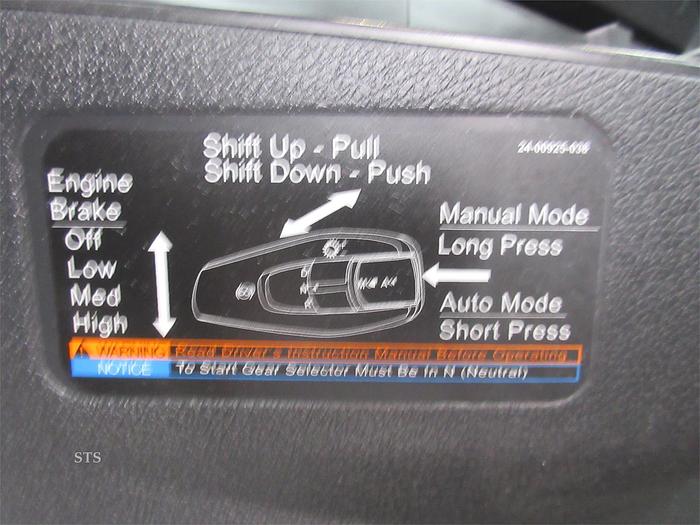 Shift Up - Pull
Shift Down - Push
24-00925-036
Engine
Brake
Off
Low
Med
High
Manual Mode
Long Press
Auto Mode
Short Press
WARNING Read Driver's Instruction Manual Before Operating
NOTICE To Start Gear Selector Must Be In N (Neutral)
STS